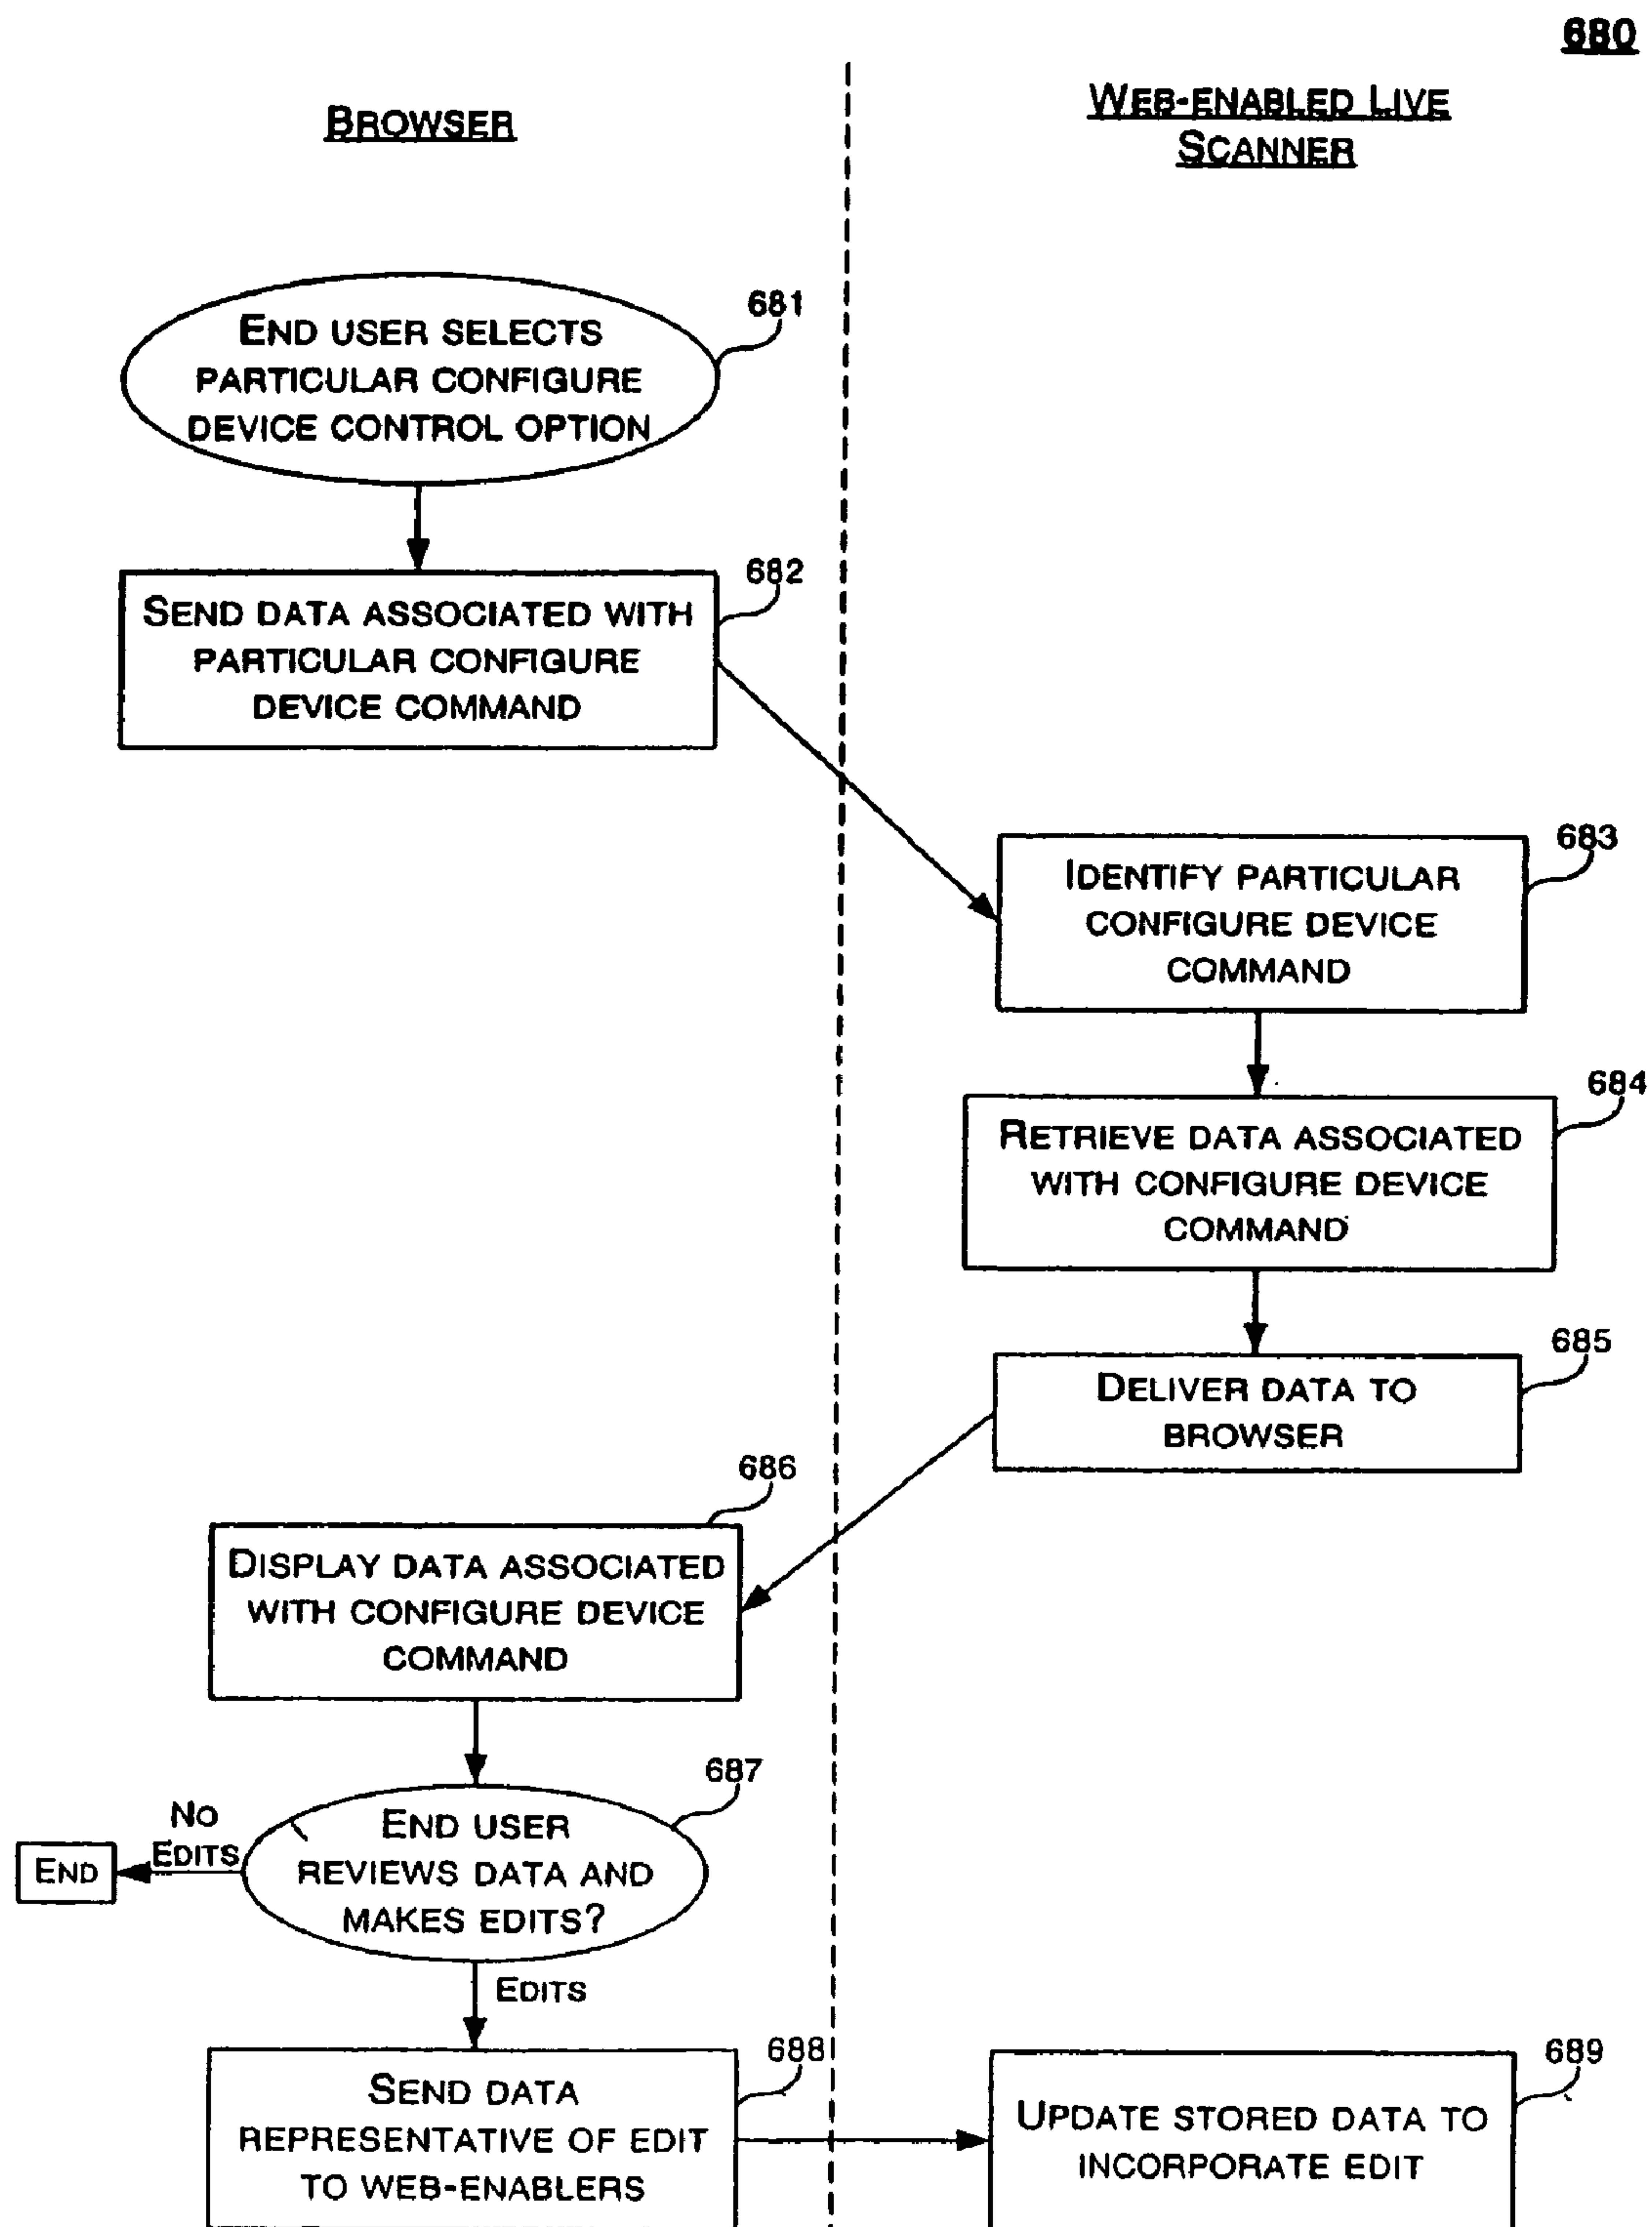 680
BROWSER
WEB-ENABLED LIVE
SCANNER
681
END USER SELECTS
PARTICULAR CONFIGURE
DEVICE CONTROL OPTION
682
SEND DATA ASSOCIATED WITH
PARTICULAR CONFIGURE
DEVICE COMMAND
683
IDENTIFY PARTICULAR
CONFIGURE DEVICE
COMMAND
684
RETRIEVE DATA ASSOCIATED
WITH CONFIGURE DEVICE
COMMAND
685
DELIVER DATA TO
BROWSER
686
DISPLAY DATA ASSOCIATED
WITH CONFIGURE DEVICE
COMMAND
687
END USER
REVIEWS DATA AND
MAKES EDITS?
NO
EDITS
END
EDITS
688
SEND DATA
REPRESENTATIVE OF EDIT
TO WEB-ENABLERS
689
UPDATE STORED DATA TO
INCORPORATE EDIT